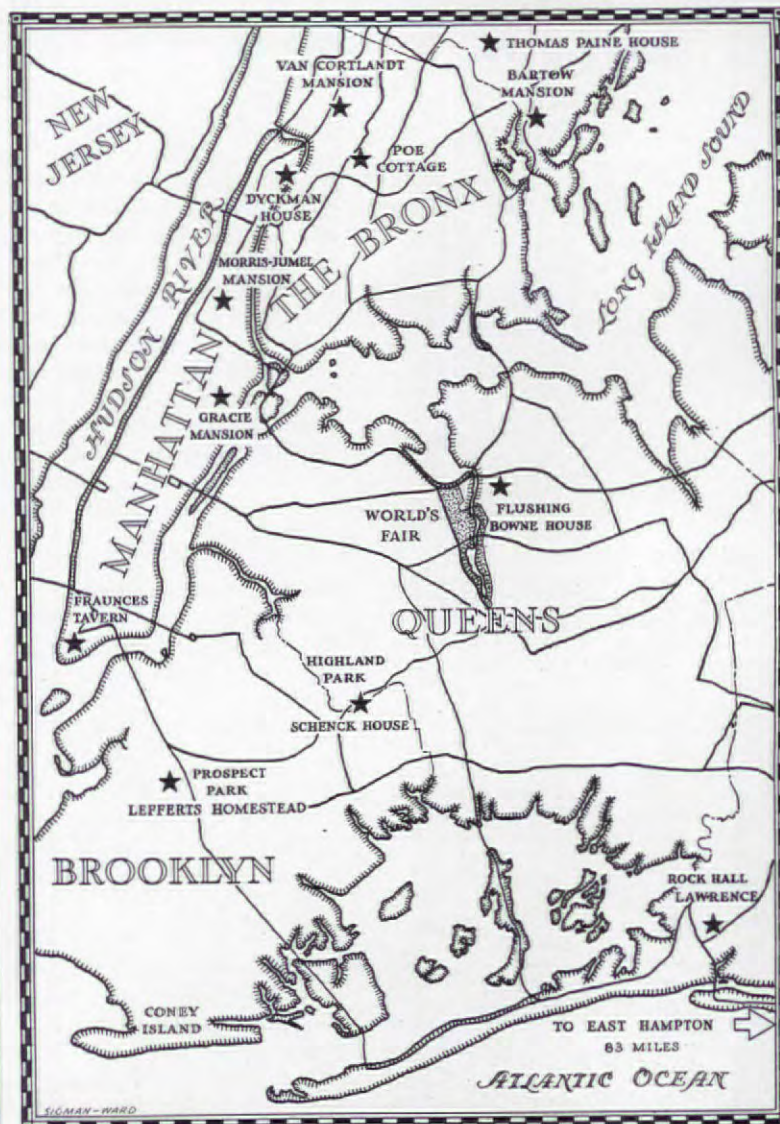 THOMAS PAINE HOUSE
VAN CORTLANDT
MANSION
BARTOW
MANSION
NEW
JERSEY
POE
COTTAGE
DYCKMAN
HOUSE
THE BRONX
LONG ISLAND SOUND
HUDSON RIVER
MORRIS-JUMEL
MANSION
MANHATTAN
GRACIE
MANSION
WORLD'S
FAIR
FLUSHING
BOWNE HOUSE
FRAUNCES
TAVERN
QUEENS
HIGHLAND
PARK
SCHENCK HOUSE
PROSPECT
PARK
LEFFERTS HOMESTEAD
BROOKLYN
ROCK HALL
LAWRENCE
CONEY
ISLAND
TO EAST HAMPTON
83 MILES
ATLANTIC OCEAN
SIGMAN-WARD